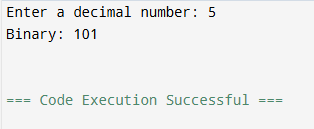 Enter a decimal number: 5
Binary: 101
=== Code Execution Successful ===